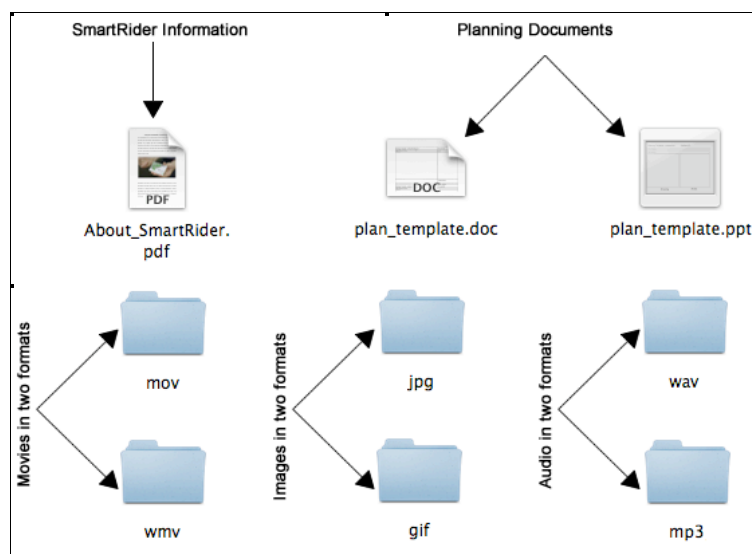 SmartRider Information
Planning Documents
PDF
DOC
About_SmartRider.
pdf
plan_template.doc
plan_template.ppt
Movies in two formats
mov
wmv
Images in two formats
jpg
gif
Audio in two formats
wav
mp3